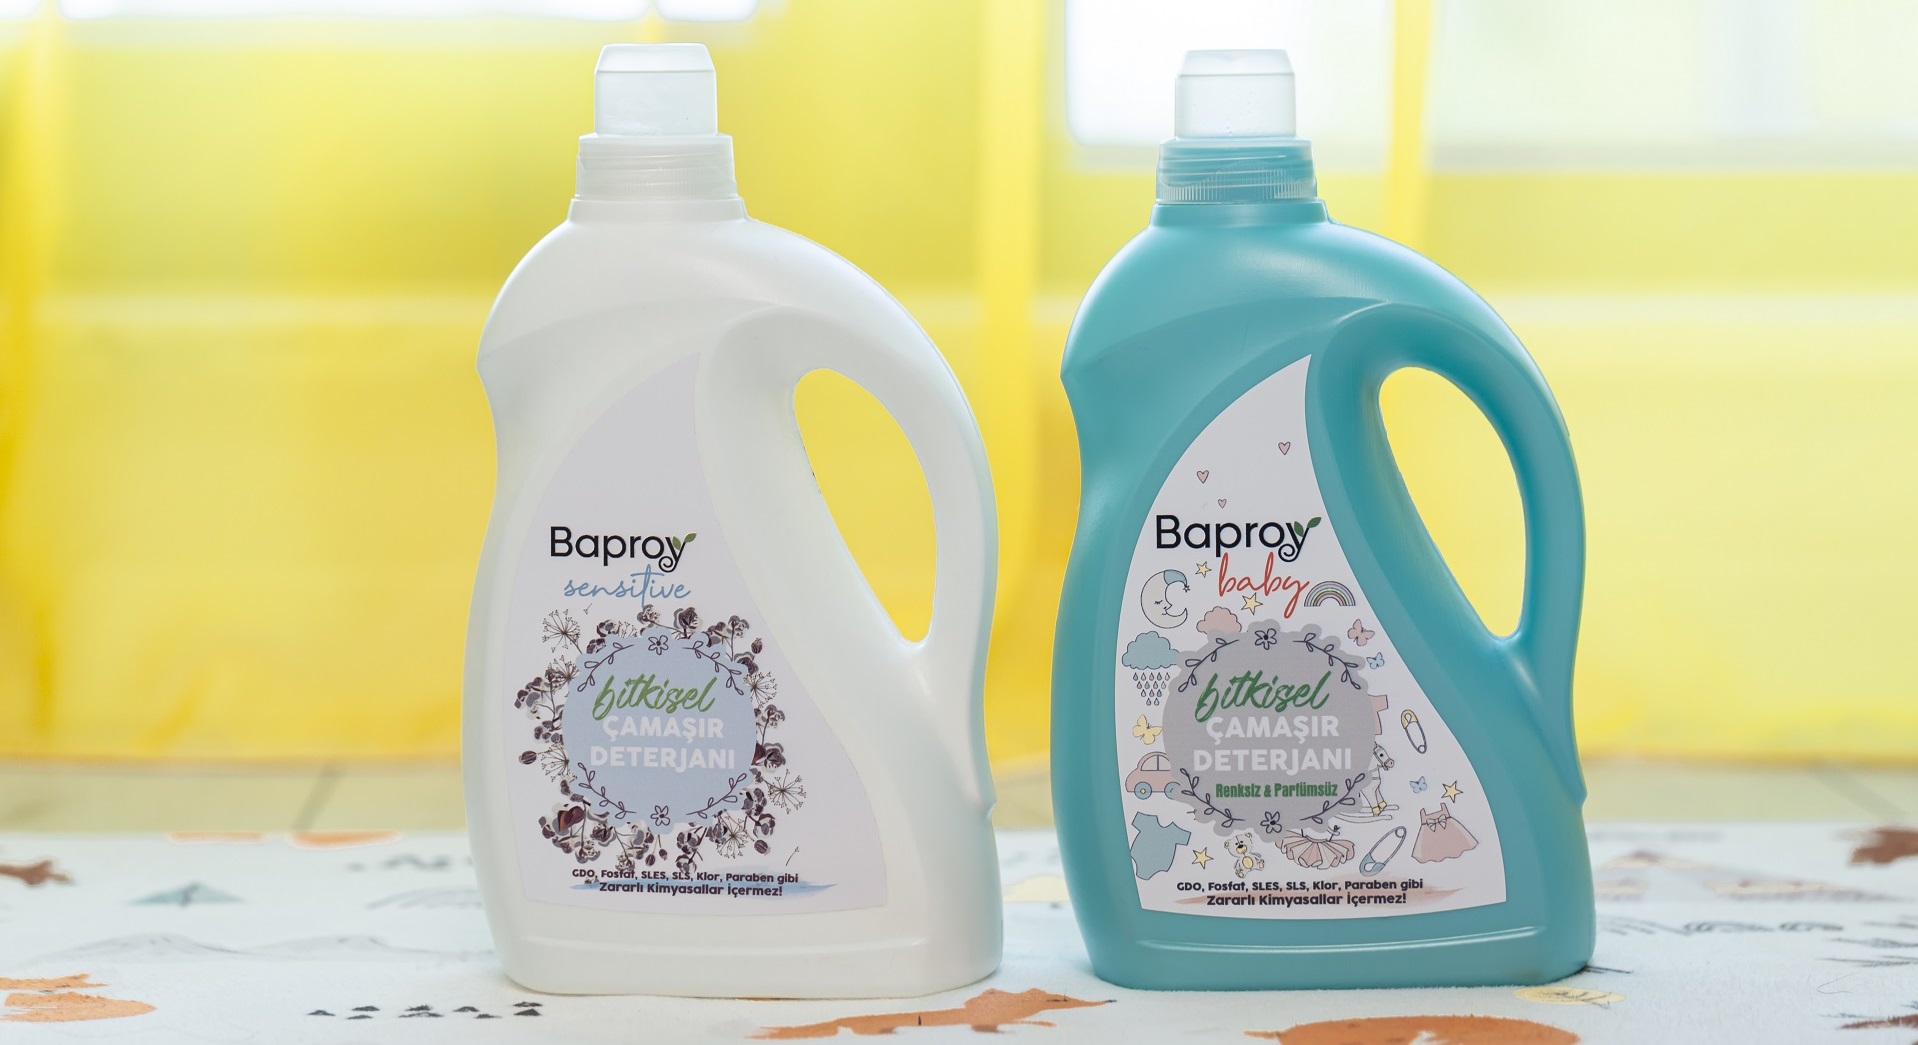 Baproy
sensitive
bitkisel
ÇAMAŞIR
DETERJANI
GDO, Fosfat, SLES, SLS, Klor, Paraben gibi
Zararlı Kimyasallar İçermez!
Baproy
baby
bitkisel
ÇAMAŞIR
DETERJANI
Renksiz & Parfümsüz
GDO, Fosfat, SLES, SLS, Klor, Paraben gibi
Zararlı Kimyasallar İçermez!